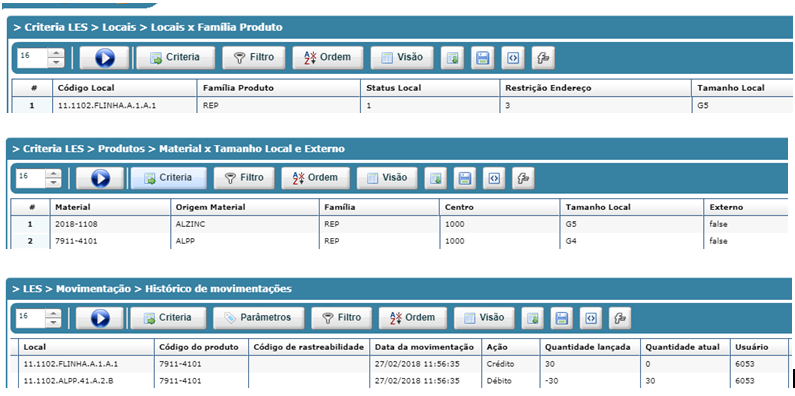 > Criteria LES > Locais > Locais x Família Produto
16 Criteria Filtro Ordem Visão
# Código Local Família Produto Status Local Restrição Endereço Tamanho Local
1 11.1102.FLINHA.A.1.A.1 REP 1 3 G5
> Criteria LES > Produtos > Material x Tamanho Local e Externo
16 Criteria Filtro Ordem Visão
# Material Origem Material Família Centro Tamanho Local Externo
1 2018-1108 ALZINC REP 1000 G5 false
2 7911-4101 ALPP REP 1000 G4 false
> LES > Movimentação > Histórico de movimentações
16 Criteria Parâmetros Filtro Ordem Visão
Local Código do produto Código de rastreabilidade Data da movimentação Ação Quantidade lançada Quantidade atual Usuário
11.1102.FLINHA.A.1.A.1 7911-4101 27/02/2018 11:56:35 Crédito 30 0 6053
11.1102.ALPP.41.A.2.B 7911-4101 27/02/2018 11:56:35 Débito -30 30 6053